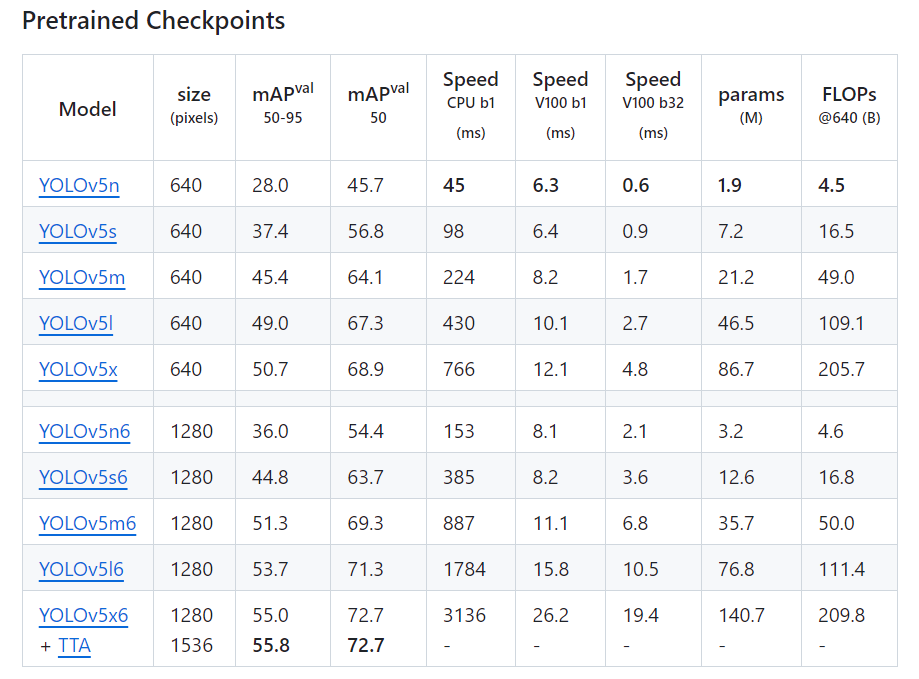 Pretrained Checkpoints
Model size (pixels) mAPval 50-95 mAPval 50 Speed CPU b1 (ms) Speed V100 b1 (ms) Speed V100 b32 (ms) params (M) FLOPs @640 (B)
YOLOv5n 640 28.0 45.7 45 6.3 0.6 1.9 4.5
YOLOv5s 640 37.4 56.8 98 6.4 0.9 7.2 16.5
YOLOv5m 640 45.4 64.1 224 8.2 1.7 21.2 49.0
YOLOv5l 640 49.0 67.3 430 10.1 2.7 46.5 109.1
YOLOv5x 640 50.7 68.9 766 12.1 4.8 86.7 205.7
YOLOv5n6 1280 36.0 54.4 153 8.1 2.1 3.2 4.6
YOLOv5s6 1280 44.8 63.7 385 8.2 3.6 12.6 16.8
YOLOv5m6 1280 51.3 69.3 887 11.1 6.8 35.7 50.0
YOLOv5l6 1280 53.7 71.3 1784 15.8 10.5 76.8 111.4
YOLOv5x6 1280 55.0 72.7 3136 26.2 19.4 140.7 209.8
+ TTA 1536 55.8 72.7 - - - - -